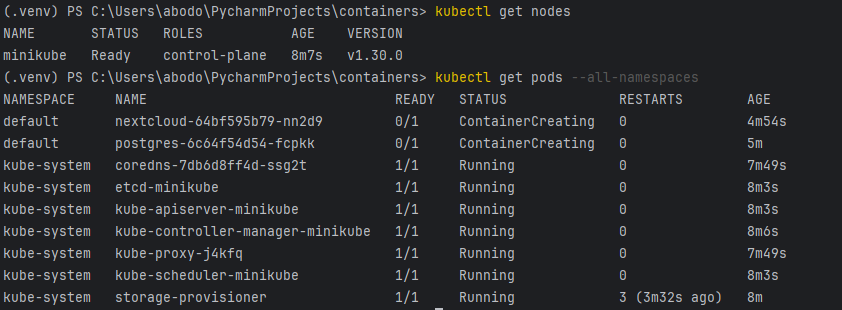 (.venv) PS C:\Users\abodo\PycharmProjects\containers> kubectl get nodes
NAME       STATUS   ROLES           AGE    VERSION
minikube   Ready    control-plane   8m7s   v1.30.0
(.venv) PS C:\Users\abodo\PycharmProjects\containers> kubectl get pods --all-namespaces
NAMESPACE     NAME                               READY   STATUS              RESTARTS        AGE
default       nextcloud-64bf595b79-nn2d9         0/1     ContainerCreating   0               4m54s
default       postgres-6c64f54d54-fcpkk          0/1     ContainerCreating   0               5m
kube-system   coredns-7db6d8ff4d-ssg2t           1/1     Running             0               7m49s
kube-system   etcd-minikube                      1/1     Running             0               8m3s
kube-system   kube-apiserver-minikube            1/1     Running             0               8m3s
kube-system   kube-controller-manager-minikube   1/1     Running             0               8m6s
kube-system   kube-proxy-j4kfq                   1/1     Running             0               7m49s
kube-system   kube-scheduler-minikube            1/1     Running             0               8m3s
kube-system   storage-provisioner                1/1     Running             3 (3m32s ago)   8m